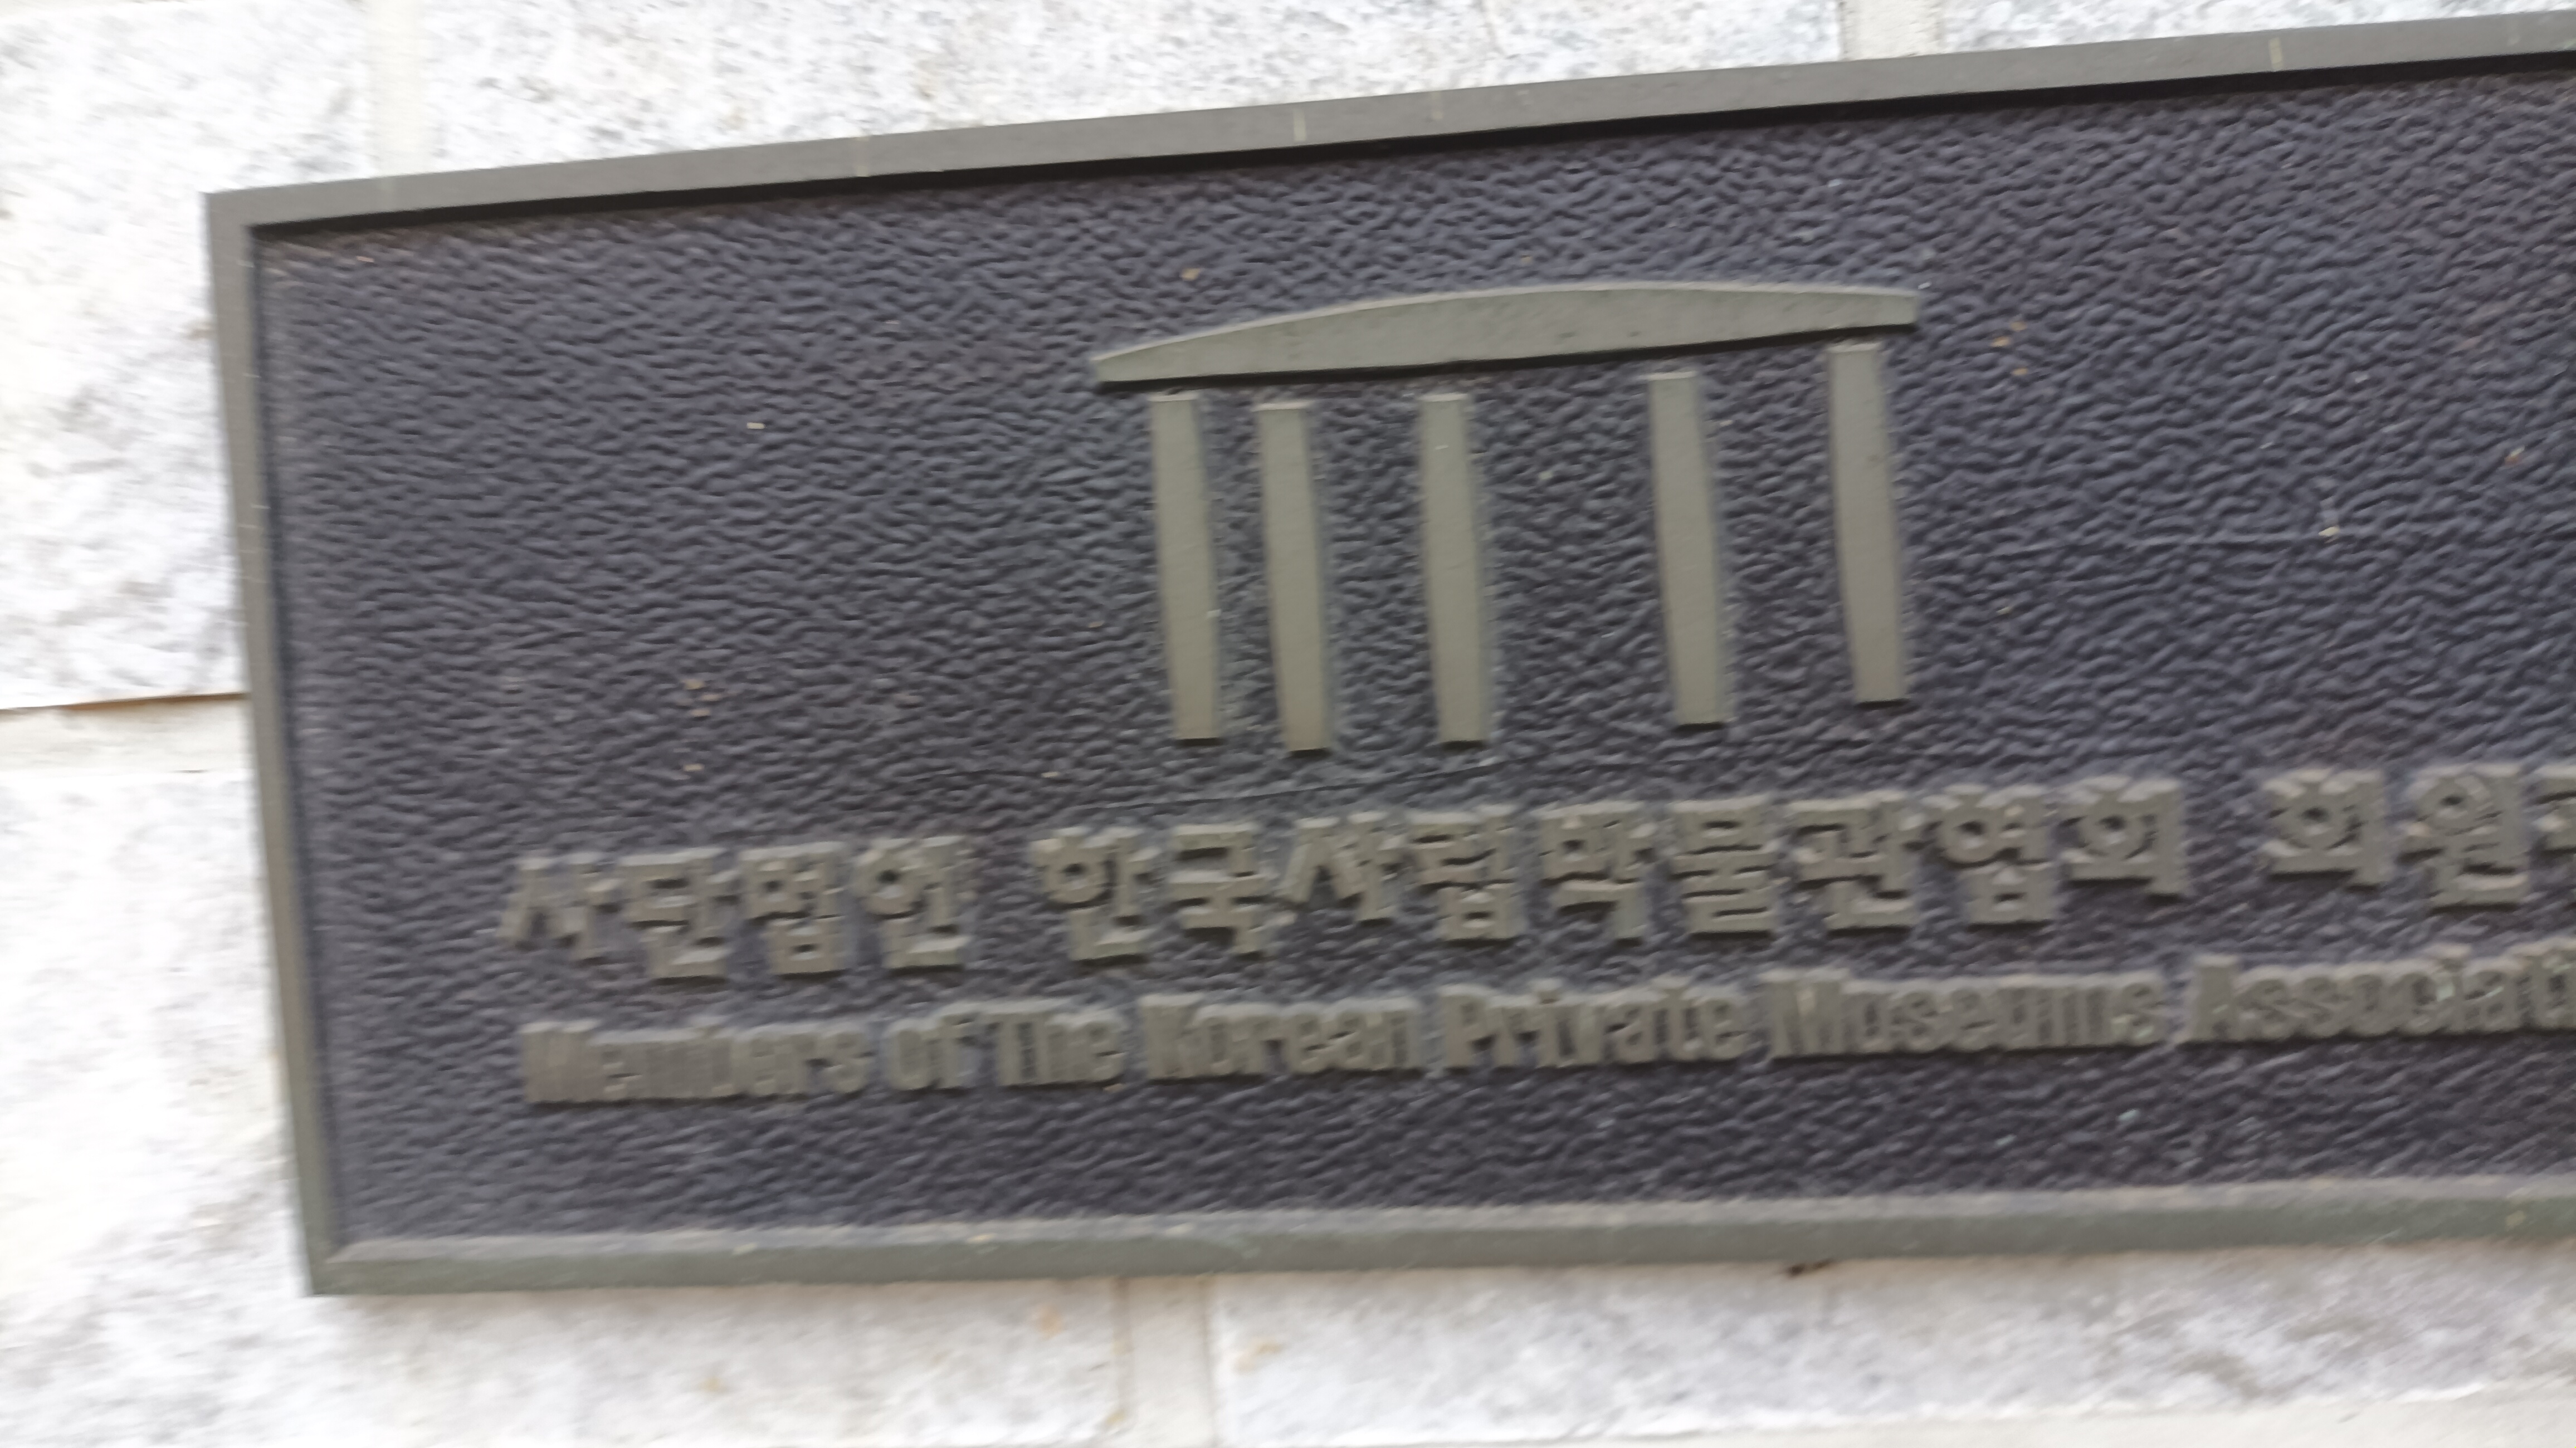 사단법인 한국사립박물관협회 회원
Members of The Korean Private Museums